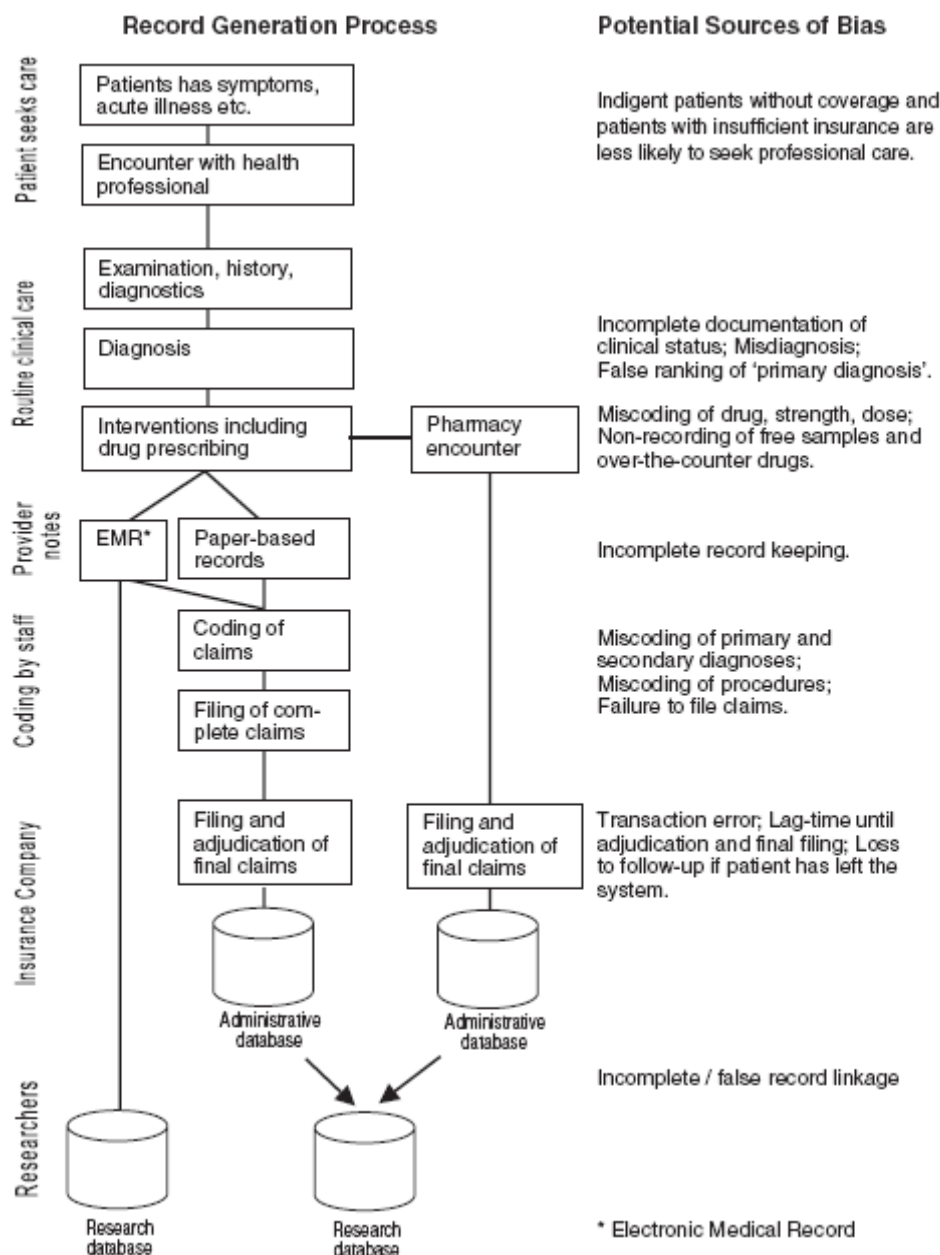 Record Generation Process
Potential Sources of Bias
Patient seeks care
Patients has symptoms,
acute illness etc.
Encounter with health
professional
Indigent patients without coverage and
patients with insufficient insurance are
less likely to seek professional care.
Routine clinical care
Examination, history,
diagnostics
Diagnosis
Incomplete documentation of
clinical status; Misdiagnosis;
False ranking of 'primary diagnosis'.
Interventions including
drug prescribing
Pharmacy
encounter
Miscoding of drug, strength, dose;
Non-recording of free samples and
over-the-counter drugs.
Provider
notes
EMR*
Paper-based
records
Incomplete record keeping.
Coding by staff
Coding of
claims
Filing of com-
plete claims
Miscoding of primary and
secondary diagnoses;
Miscoding of procedures;
Failure to file claims.
Insurance Company
Filing and
adjudication of
final claims
Filing and
adjudication of
final claims
Transaction error; Lag-time until
adjudication and final filing; Loss
to follow-up if patient has left the
system.
Administrative
database
Administrative
database
Researchers
Incomplete / false record linkage
Research
database
Research
database
* Electronic Medical Record